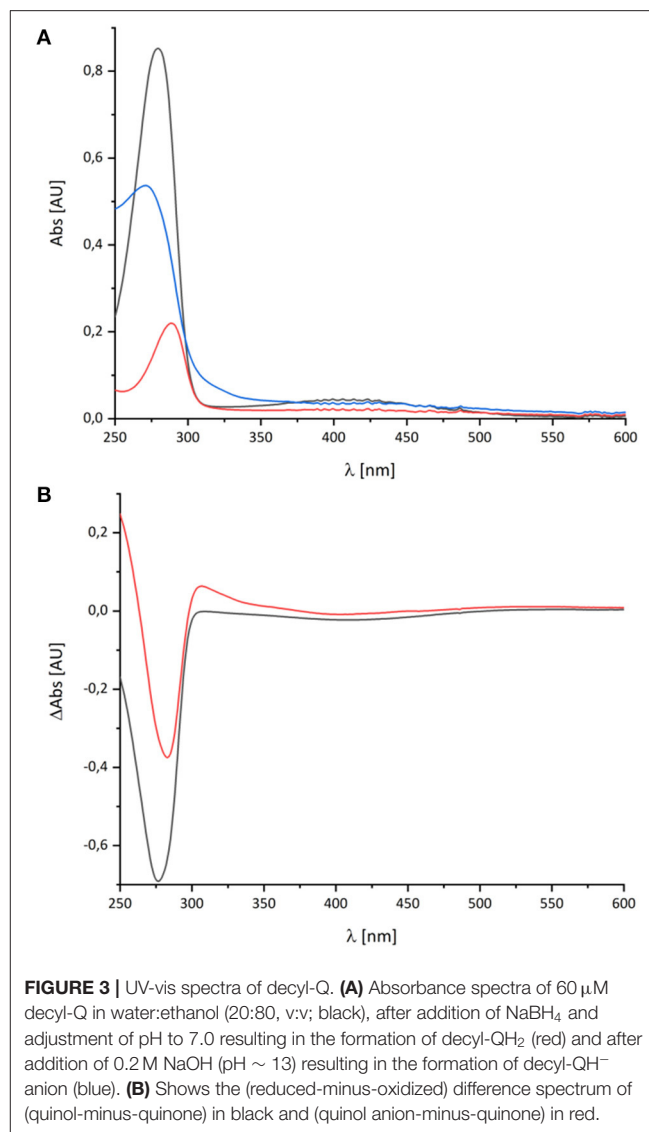 A
0,8
0,6
0,4
0,2
0,0
Abs [AU]
250 300 350 400 450 500 550 600
λ [nm]
B
0,2
0,0
-0,2
-0,4
-0,6
ΔAbs [AU]
250 300 350 400 450 500 550 600
λ [nm]
FIGURE 3 | UV-vis spectra of decyl-Q. (A) Absorbance spectra of 60 μM
decyl-Q in water:ethanol (20:80, v:v; black), after addition of NaBH₄ and
adjustment of pH to 7.0 resulting in the formation of decyl-QH₂ (red) and after
addition of 0.2 M NaOH (pH ∼ 13) resulting in the formation of decyl-QH⁻
anion (blue). (B) Shows the (reduced-minus-oxidized) difference spectrum of
(quinol-minus-quinone) in black and (quinol anion-minus-quinone) in red.